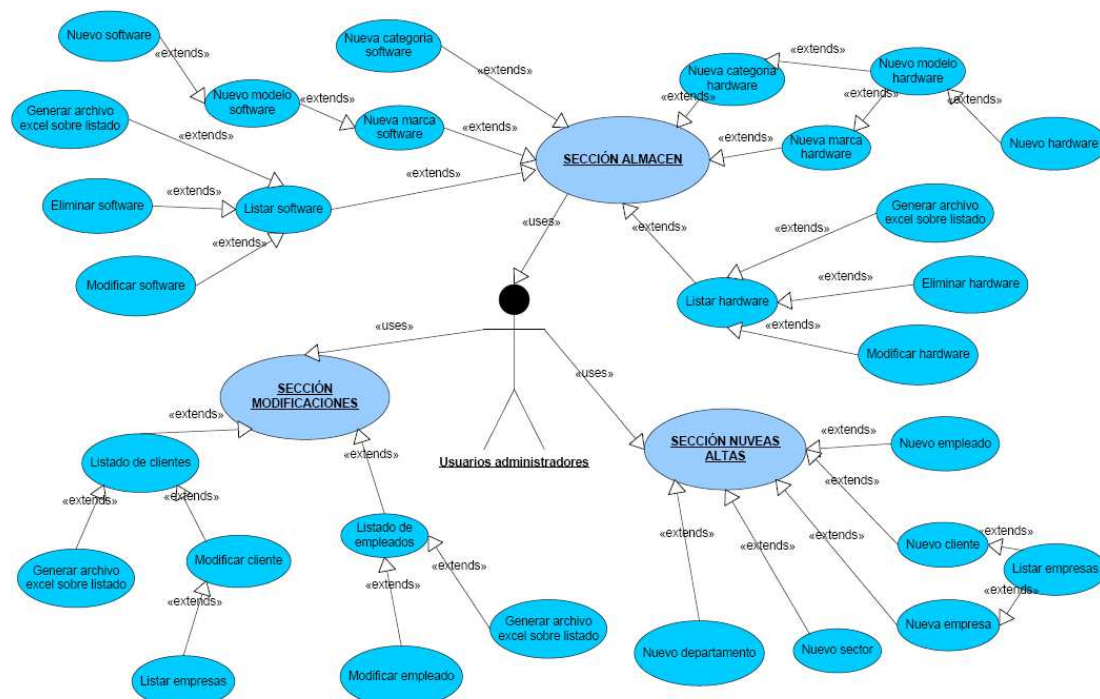 Nuevo software
«extends»
Nueva categoria
software
«extends»
Nueva categoria
hardware
«extends»
«extends»
Nuevo modelo
hardware
«extends»
«extends»
Nuevo hardware
Generar archivo
excel sobre listado
«extends»
Nuevo modelo
software
«extends»
Nueva marca
software
«extends»
SECCIÓN ALMACEN
«extends»
Nueva marca
hardware
Eliminar software
«extends»
Listar software
«extends»
«extends»
Modificar software
«uses»
«extends»
Generar archivo
excel sobre listado
«extends»
Listar hardware
«extends»
Eliminar hardware
«extends»
Modificar hardware
«uses»
SECCIÓN
MODIFICACIONES
«uses»
Usuarios administradores
SECCIÓN NUVEAS
ALTAS
«extends»
Nuevo empleado
«extends»
Listado de clientes
«extends»
«extends»
Generar archivo
excel sobre listado
Modificar cliente
«extends»
Listar empresas
«extends»
Listado de
empleados
«extends»
«extends»
Modificar empleado
Generar archivo
excel sobre listado
«extends»
Nuevo departamento
«extends»
Nuevo sector
«extends»
Nueva empresa
«extends»
Nuevo cliente
«extends»
Listar empresas
«extends»